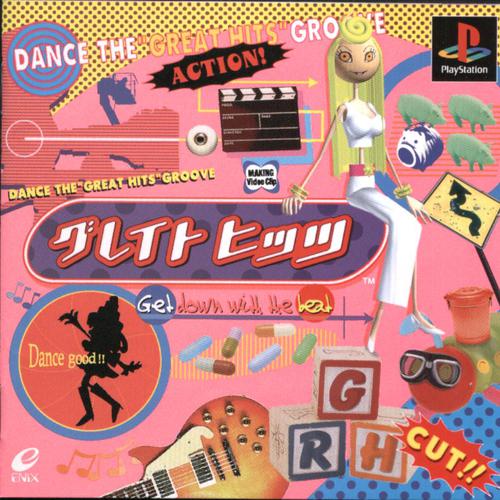 DANCE THE "GREAT HITS" GROOVE
ACTION!
PlayStation
MAKING
Video Clip
DANCE THE "GREAT HITS" GROOVE
グレイト ヒッツ
TM
Get down with the beat
Dance good!!
G
R H
CUT!!
ENIX